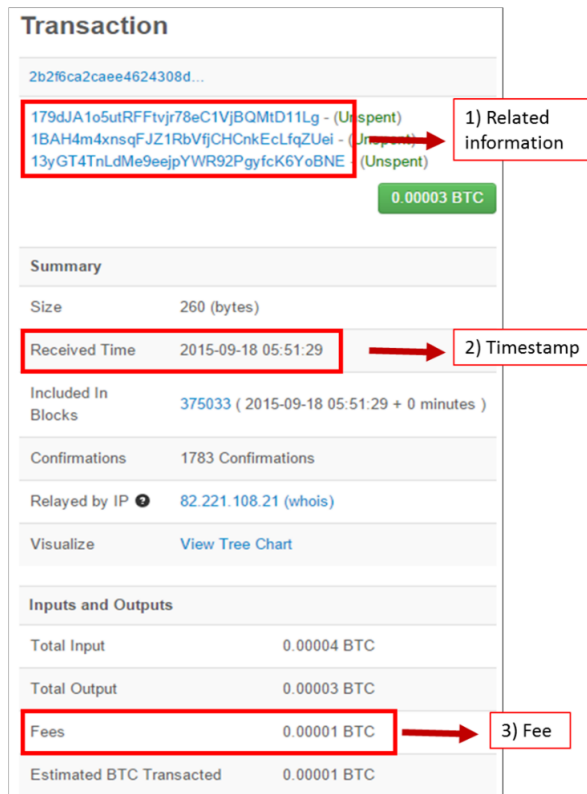 Transaction
2b2f6ca2caee4624308d...
179dJA1o5utRFFtvjr78eC1VjBQMtD11Lg - (Unspent)
1BAH4m4xnsqFJZ1RbVfjCHCnkEcLfqZUei - (Unspent)
13yGT4TnLdMe9eejpYWR92PgyfcK6YoBNE - (Unspent)
1) Related
information
0.00003 BTC
Summary
Size 260 (bytes)
Received Time 2015-09-18 05:51:29
2) Timestamp
Included In
Blocks
375033 ( 2015-09-18 05:51:29 + 0 minutes )
Confirmations 1783 Confirmations
Relayed by IP 82.221.108.21 (whois)
Visualize View Tree Chart
Inputs and Outputs
Total Input 0.00004 BTC
Total Output 0.00003 BTC
Fees 0.00001 BTC
3) Fee
Estimated BTC Transacted 0.00001 BTC